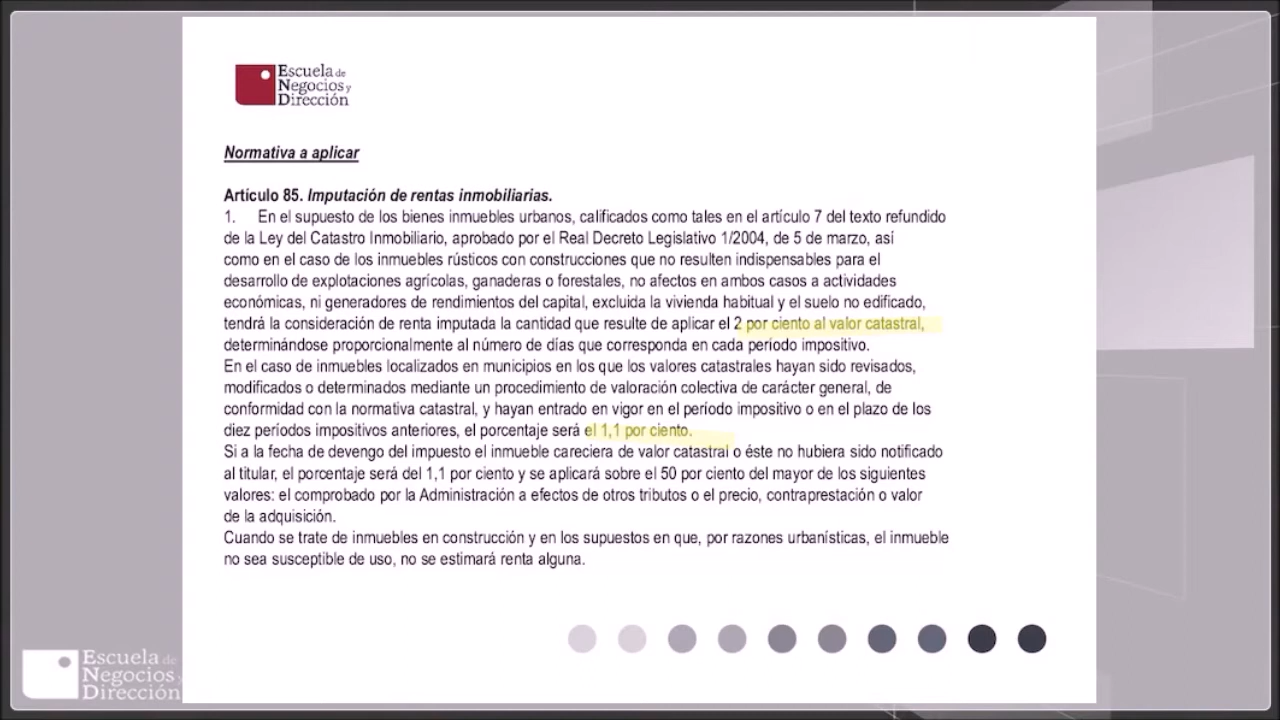 Escuela de
Negocios y
Dirección
Normativa a aplicar
Artículo 85. Imputación de rentas inmobiliarias.
1. En el supuesto de los bienes inmuebles urbanos, calificados como tales en el artículo 7 del texto refundido
de la Ley del Catastro Inmobiliario, aprobado por el Real Decreto Legislativo 1/2004, de 5 de marzo, así
como en el caso de los inmuebles rústicos con construcciones que no resulten indispensables para el
desarrollo de explotaciones agrícolas, ganaderas o forestales, no afectos en ambos casos a actividades
económicas, ni generadores de rendimientos del capital, excluida la vivienda habitual y el suelo no edificado,
tendrá la consideración de renta imputada la cantidad que resulte de aplicar el 2 por ciento al valor catastral,
determinándose proporcionalmente al número de días que corresponda en cada período impositivo.
En el caso de inmuebles localizados en municipios en los que los valores catastrales hayan sido revisados,
modificados o determinados mediante un procedimiento de valoración colectiva de carácter general, de
conformidad con la normativa catastral, y hayan entrado en vigor en el período impositivo o en el plazo de los
diez períodos impositivos anteriores, el porcentaje será el 1,1 por ciento.
Si a la fecha de devengo del impuesto el inmueble careciera de valor catastral o éste no hubiera sido notificado
al titular, el porcentaje será del 1,1 por ciento y se aplicará sobre el 50 por ciento del mayor de los siguientes
valores: el comprobado por la Administración a efectos de otros tributos o el precio, contraprestación o valor
de la adquisición.
Cuando se trate de inmuebles en construcción y en los supuestos en que, por razones urbanísticas, el inmueble
no sea susceptible de uso, no se estimará renta alguna.
Escuela de
Negocios y
Dirección